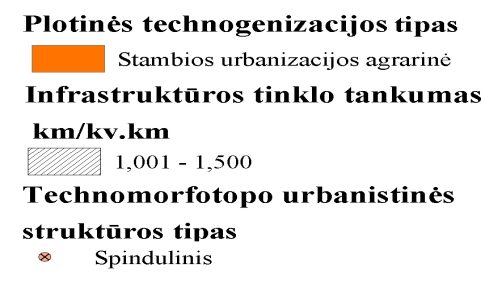 Plotinės technogenizacijos tipas
Stambios urbanizacijos agrarinė
Infrastruktūros tinklo tankumas
km/kv.km
1,001 - 1,500
Technomorfotopo urbanistinės
struktūros tipas
Spindulinis